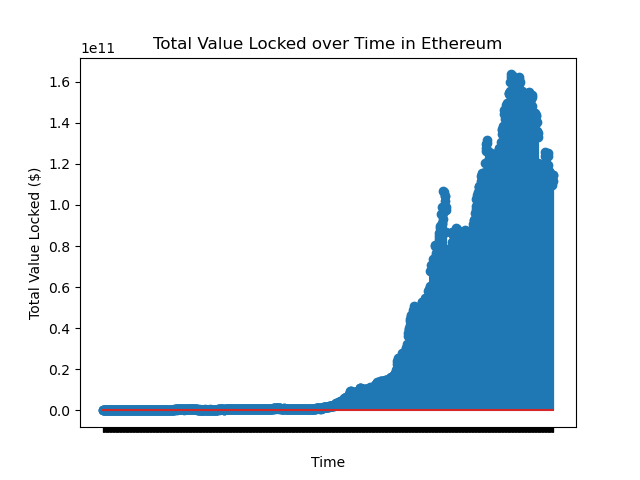 Total Value Locked over Time in Ethereum
1e11
1.6
1.4
1.2
1.0
0.8
0.6
0.4
0.2
0.0
Total Value Locked ($)
Time